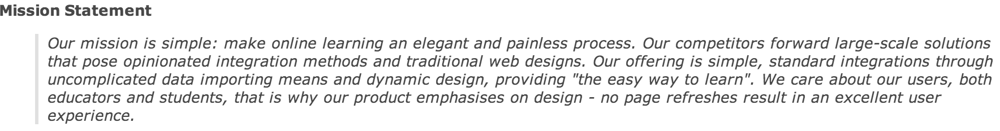 Mission Statement
Our mission is simple: make online learning an elegant and painless process. Our competitors forward large-scale solutions
that pose opinionated integration methods and traditional web designs. Our offering is simple, standard integrations through
uncomplicated data importing means and dynamic design, providing "the easy way to learn". We care about our users, both
educators and students, that is why our product emphasises on design - no page refreshes result in an excellent user
experience.